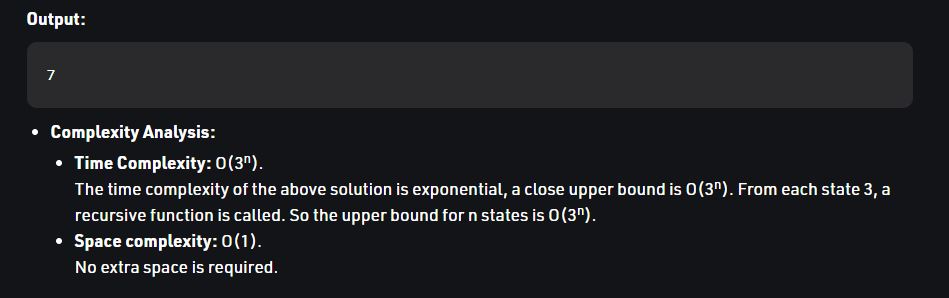 Output:
7
• Complexity Analysis:
• Time Complexity: O(3ⁿ).
The time complexity of the above solution is exponential, a close upper bound is O(3ⁿ). From each state 3, a
recursive function is called. So the upper bound for n states is O(3ⁿ).
• Space complexity: O(1).
No extra space is required.